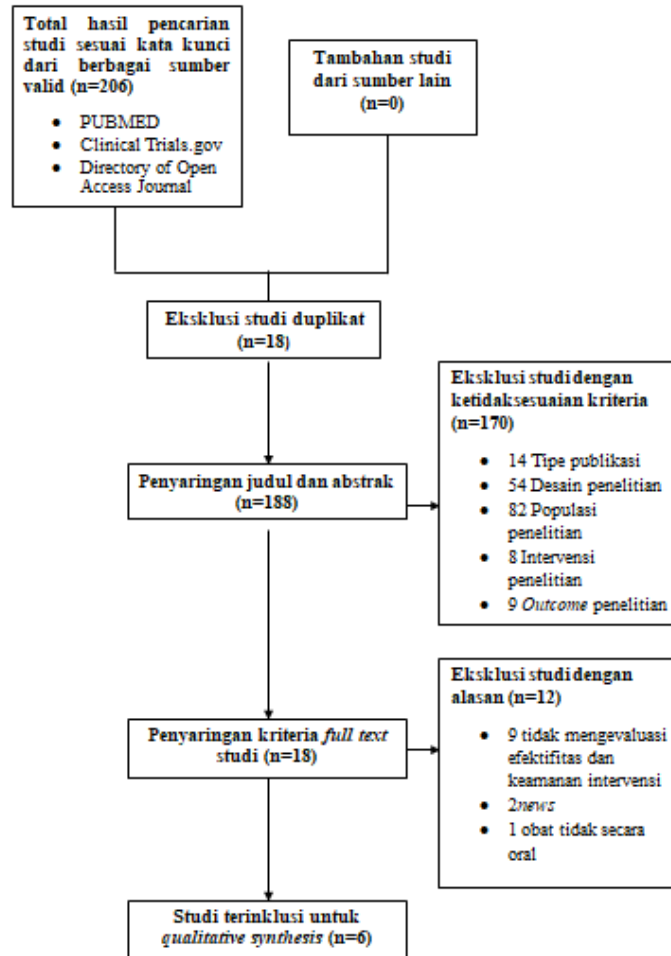 Total hasil pencarian
studi sesuai kata kunci
dari berbagai sumber
valid (n=206)
• PUBMED
• Clinical Trials.gov
• Directory of Open
Access Journal
Tambahan studi
dari sumber lain
(n=0)
Eksklusi studi duplikat
(n=18)
Eksklusi studi dengan
ketidaksesuaian kriteria
(n=170)
• 14 Tipe publikasi
• 54 Desain penelitian
• 82 Populasi
penelitian
• 8 Intervensi
penelitian
• 9 Outcome penelitian
Penyaringan judul dan abstrak
(n=188)
Eksklusi studi dengan
alasan (n=12)
• 9 tidak mengevaluasi
efektifitas dan
keamanan intervensi
• 2news
• 1 obat tidak secara
oral
Penyaringan kriteria full text
studi (n=18)
Studi terinklusi untuk
qualitative synthesis (n=6)